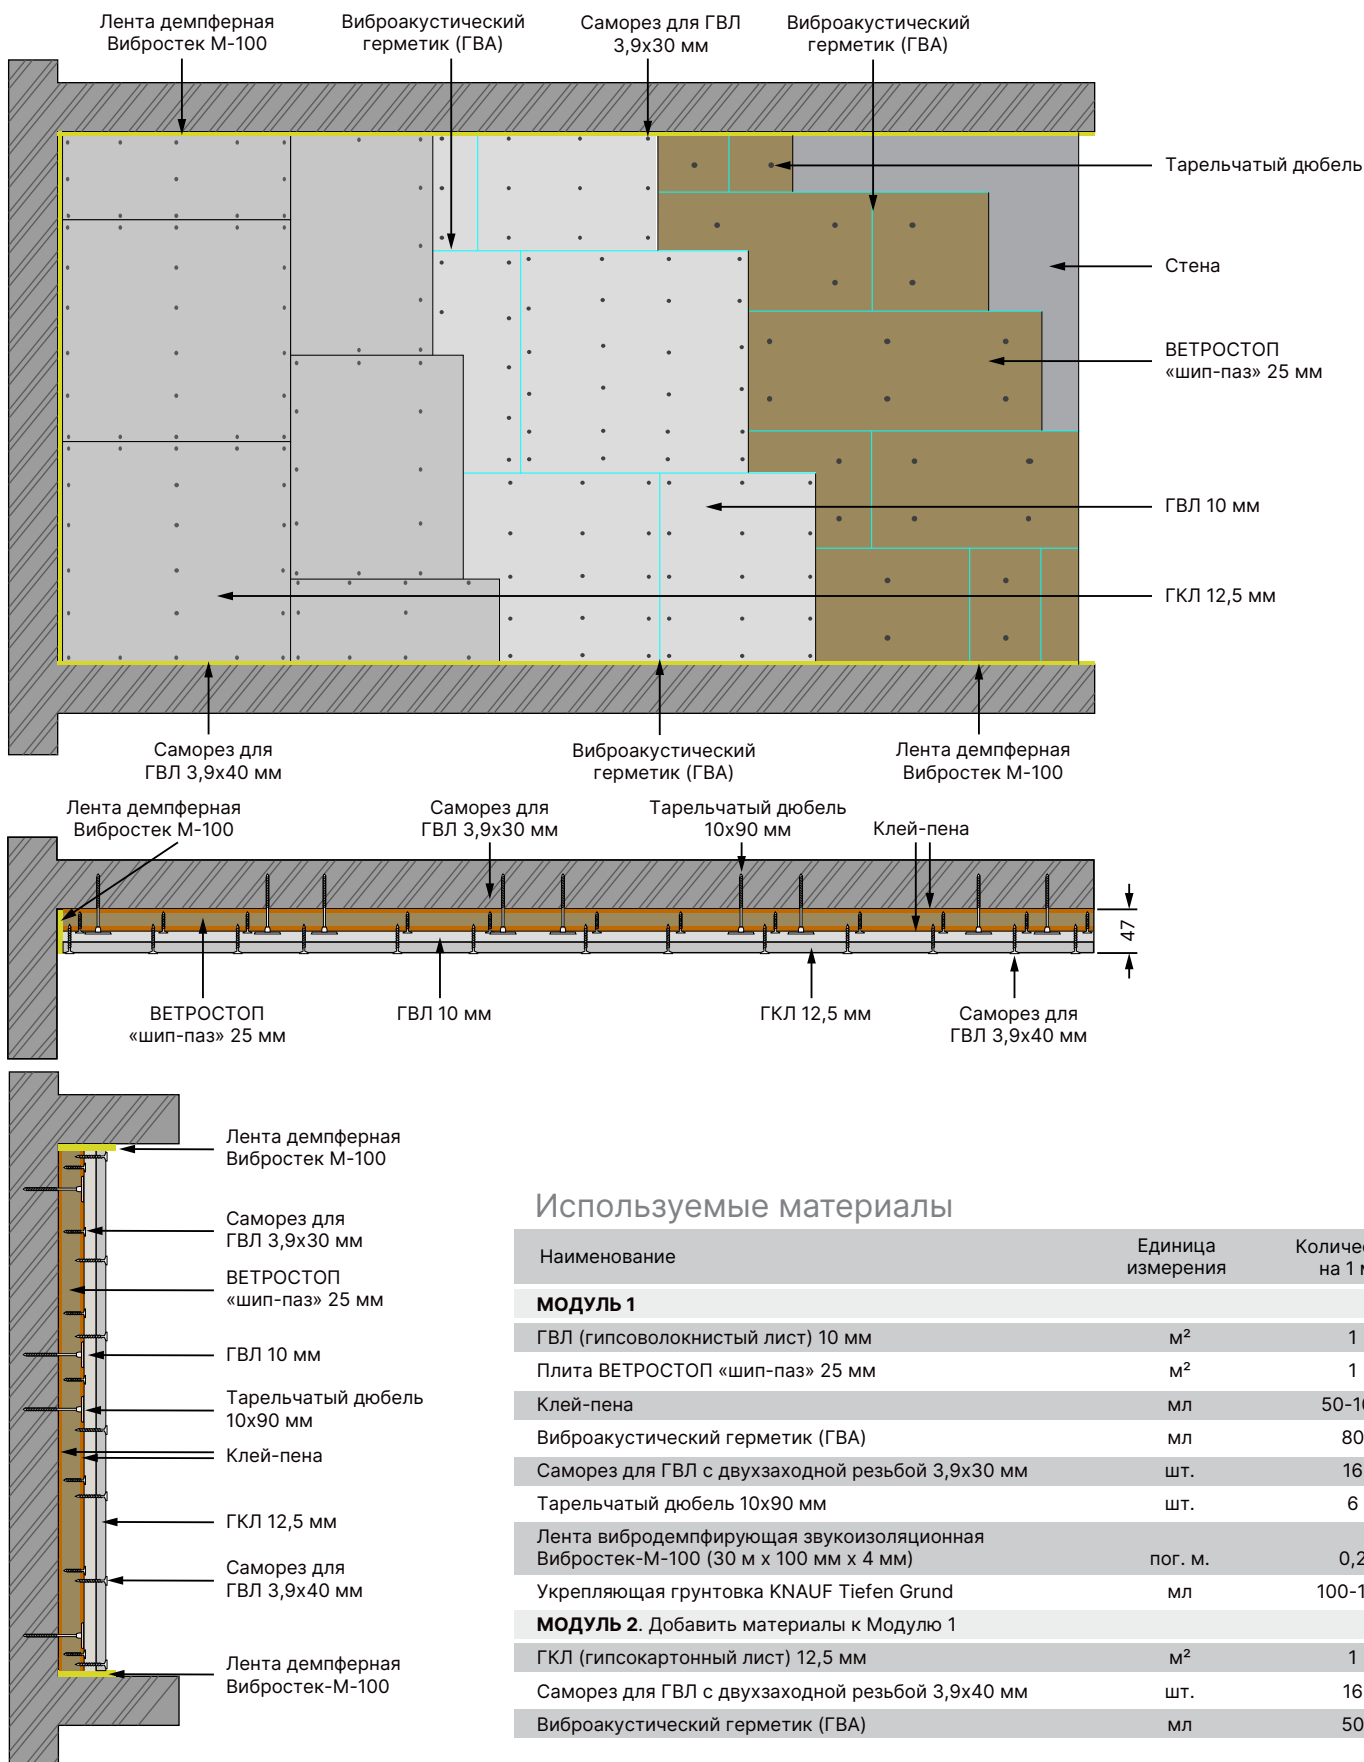 Лента демпферная
Вибростек М-100
Виброакустический
герметик (ГВА)
Саморез для ГВЛ
3,9х30 мм
Виброакустический
герметик (ГВА)
Тарельчатый дюбель
Стена
ВЕТРОСТОП
«шип-паз» 25 мм
ГВЛ 10 мм
ГКЛ 12,5 мм
Саморез для
ГВЛ 3,9х40 мм
Виброакустический
герметик (ГВА)
Лента демпферная
Вибростек М-100
Лента демпферная
Вибростек М-100
Саморез для
ГВЛ 3,9х30 мм
Тарельчатый дюбель
10х90 мм
Клей-пена
47
ВЕТРОСТОП
«шип-паз» 25 мм
ГВЛ 10 мм
ГКЛ 12,5 мм
Саморез для
ГВЛ 3,9х40 мм
Лента демпферная
Вибростек М-100
Саморез для
ГВЛ 3,9х30 мм
ВЕТРОСТОП
«шип-паз» 25 мм
ГВЛ 10 мм
Тарельчатый дюбель
10х90 мм
Клей-пена
ГКЛ 12,5 мм
Саморез для
ГВЛ 3,9х40 мм
Лента демпферная
Вибростек-М-100
Используемые материалы
Наименование Единица измерения на 1
МОДУЛЬ 1
ГВЛ (гипсоволокнистый лист) 10 мм м² 1
Плита ВЕТРОСТОП «шип-паз» 25 мм м² 1
Клей-пена мл
Виброакустический герметик (ГВА) мл 80
Саморез для ГВЛ с двухзаходной резьбой 3,9х30 мм шт. 16
Тарельчатый дюбель 10х90 мм шт. 6
Лента вибродемпфирующая звукоизоляционная
Вибростек-М-100 (30 м х 100 мм х 4 мм) пог. м. 0,2
Укрепляющая грунтовка KNAUF Tiefen Grund мл
МОДУЛЬ 2. Добавить материалы к Модулю 1
ГКЛ (гипсокартонный лист) 12,5 мм м² 1
Саморез для ГВЛ с двухзаходной резьбой 3,9х40 мм шт. 16
Виброакустический герметик (ГВА) мл 50